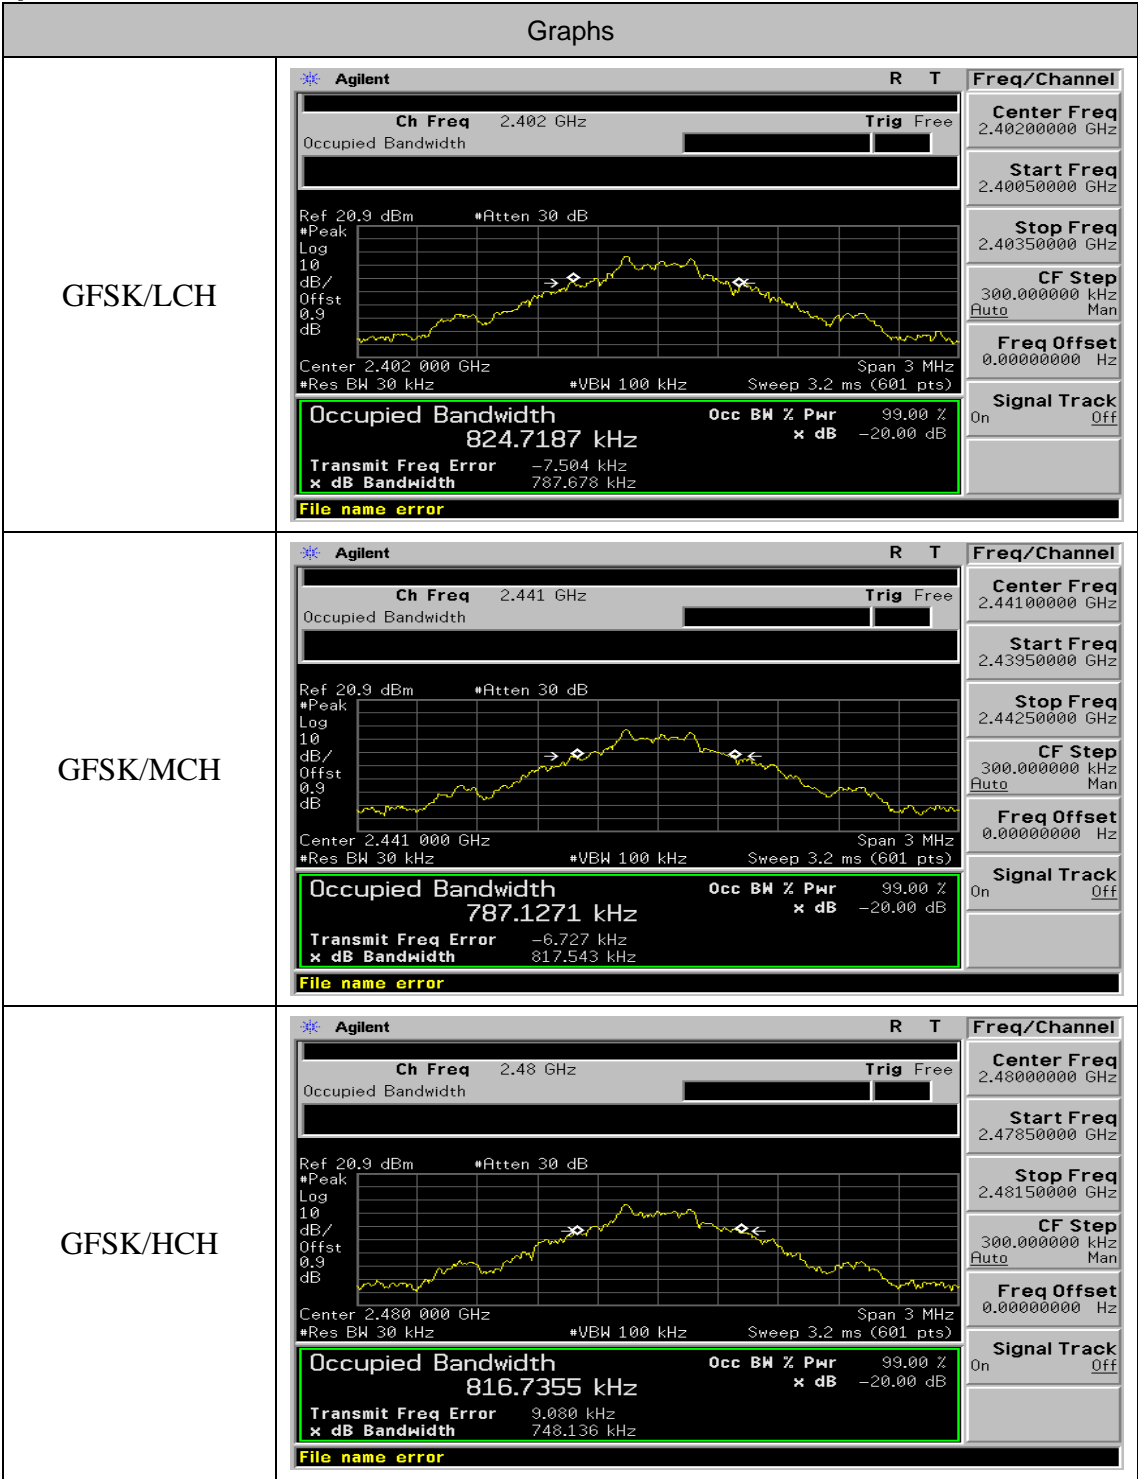 Graphs
GFSK/LCH
Agilent R T Freq/Channel
Ch Freq 2.402 GHz Trig Free
Occupied Bandwidth
Center Freq
2.40200000 GHz
Start Freq
2.40050000 GHz
Stop Freq
2.40350000 GHz
CF Step
300.000000 kHz
Auto Man
Freq Offset
0.00000000 Hz
Signal Track
On Off
Ref 20.9 dBm #Atten 30 dB
#Peak
Log
10
dB/
Offst
0.9
dB
Center 2.402 000 GHz Span 3 MHz
#Res BW 30 kHz #VBW 100 kHz Sweep 3.2 ms (601 pts)
Occupied Bandwidth Occ BW % Pwr 99.00 %
824.7187 kHz x dB -20.00 dB
Transmit Freq Error -7.504 kHz
x dB Bandwidth 787.678 kHz
File name error
GFSK/MCH
Agilent R T Freq/Channel
Ch Freq 2.441 GHz Trig Free
Occupied Bandwidth
Center Freq
2.44100000 GHz
Start Freq
2.43950000 GHz
Stop Freq
2.44250000 GHz
CF Step
300.000000 kHz
Auto Man
Freq Offset
0.00000000 Hz
Signal Track
On Off
Ref 20.9 dBm #Atten 30 dB
#Peak
Log
10
dB/
Offst
0.9
dB
Center 2.441 000 GHz Span 3 MHz
#Res BW 30 kHz #VBW 100 kHz Sweep 3.2 ms (601 pts)
Occupied Bandwidth Occ BW % Pwr 99.00 %
787.1271 kHz x dB -20.00 dB
Transmit Freq Error -6.727 kHz
x dB Bandwidth 817.543 kHz
File name error
GFSK/HCH
Agilent R T Freq/Channel
Ch Freq 2.48 GHz Trig Free
Occupied Bandwidth
Center Freq
2.48000000 GHz
Start Freq
2.47850000 GHz
Stop Freq
2.48150000 GHz
CF Step
300.000000 kHz
Auto Man
Freq Offset
0.00000000 Hz
Signal Track
On Off
Ref 20.9 dBm #Atten 30 dB
#Peak
Log
10
dB/
Offst
0.9
dB
Center 2.480 000 GHz Span 3 MHz
#Res BW 30 kHz #VBW 100 kHz Sweep 3.2 ms (601 pts)
Occupied Bandwidth Occ BW % Pwr 99.00 %
816.7355 kHz x dB -20.00 dB
Transmit Freq Error 9.080 kHz
x dB Bandwidth 748.136 kHz
File name error